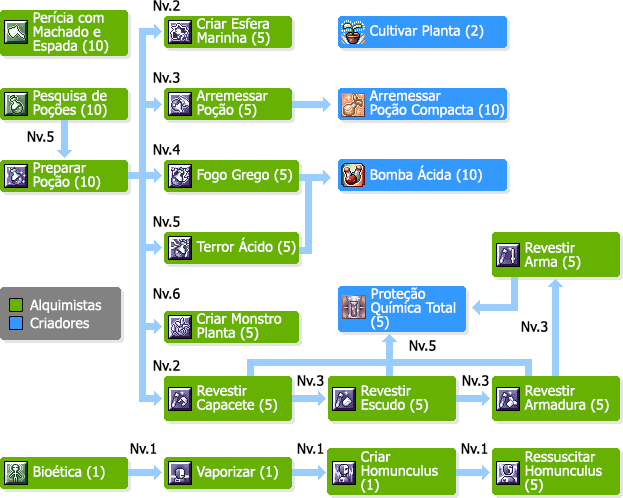 Nv.2
Perícia com
Machado e
Espada (10)
Criar Esfera
Marinha (5)
Cultivar Planta (2)
Nv.3
Pesquisa de
Poções (10)
Arremessar
Poção (5)
Arremessar
Poção Compacta (10)
Nv.5
Nv.4
Preparar
Poção (10)
Fogo Grego (5)
Bomba Ácida (10)
Nv.5
Terror Ácido (5)
Revestir
Arma (5)
Nv.6
Alquimistas
Criadores
Criar Monstro
Planta (5)
Proteção
Química Total
(5)
Nv.3
Nv.5
Nv.2
Revestir
Capacete (5)
Nv.3
Revestir
Escudo (5)
Nv.3
Revestir
Armadura (5)
Bioética (1)
Nv.1
Vaporizar (1)
Nv.1
Criar
Homunculus
(1)
Nv.1
Ressuscitar
Homunculus
(5)